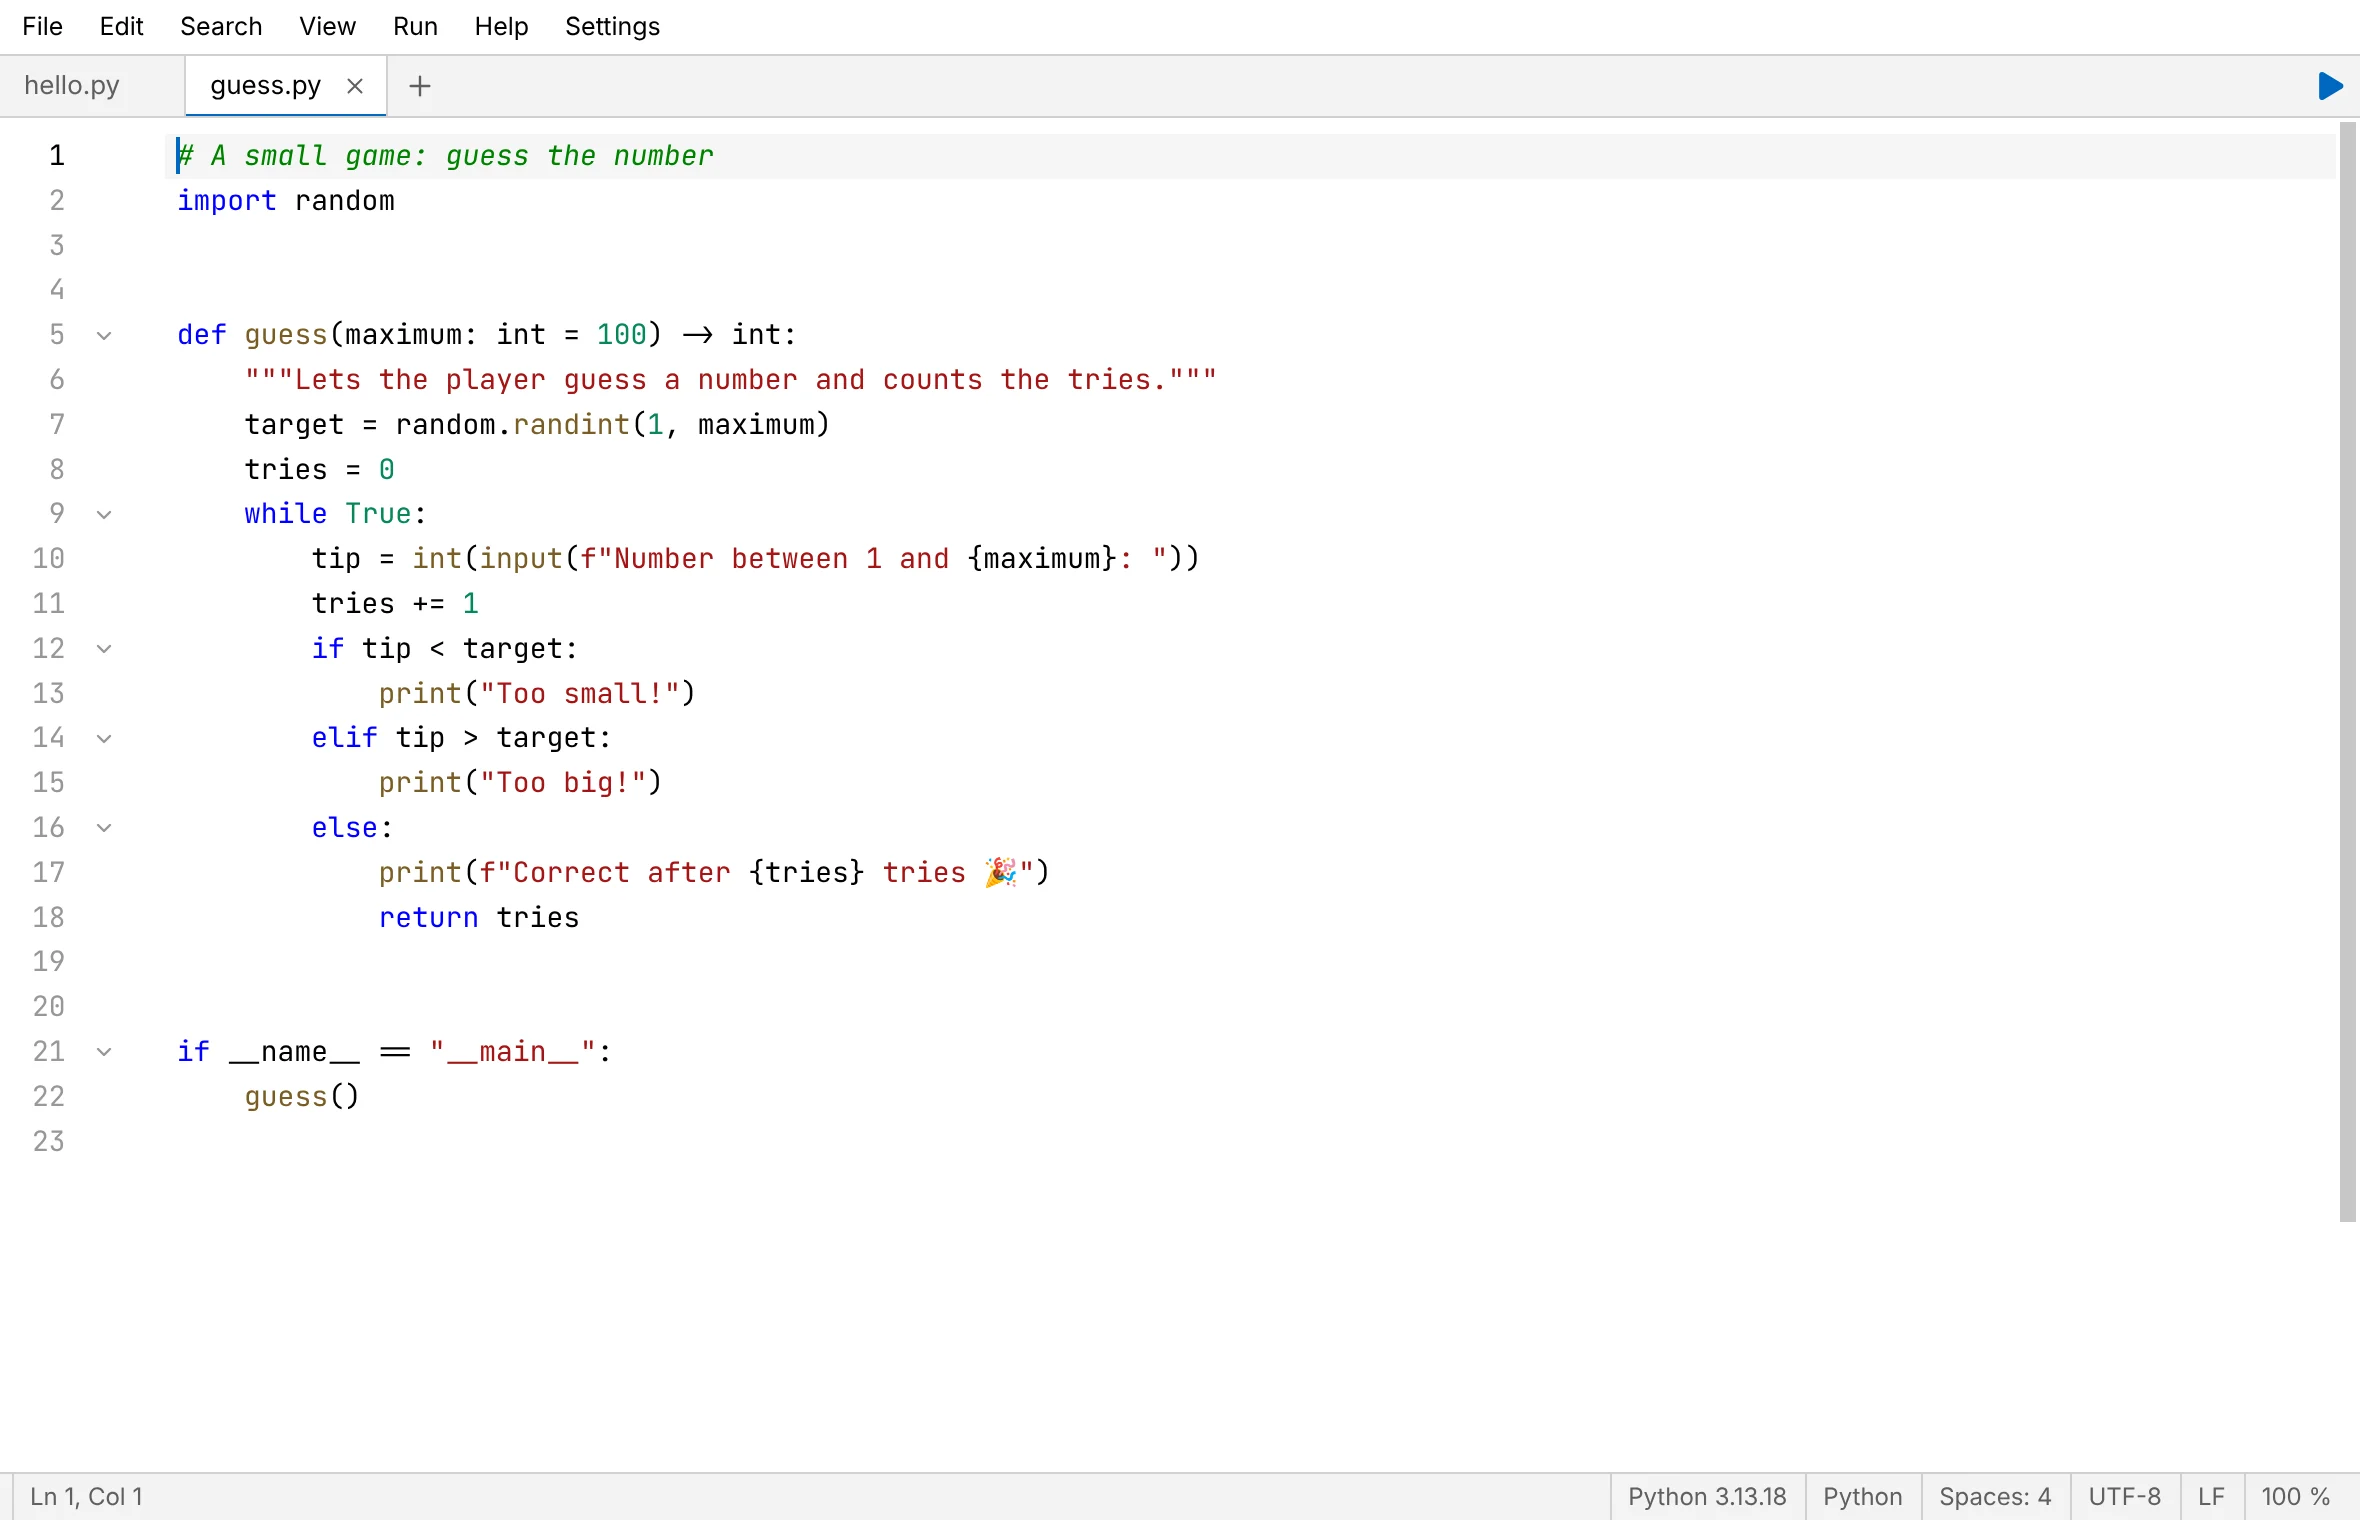 File Edit Search View Run Help Settings
hello.py guess.py × +
1 # A small game: guess the number
2 import random
3
4
5 def guess(maximum: int = 100) -> int:
6     """Lets the player guess a number and counts the tries."""
7     target = random.randint(1, maximum)
8     tries = 0
9     while True:
10         tip = int(input(f"Number between 1 and {maximum}: "))
11         tries += 1
12         if tip < target:
13             print("Too small!")
14         elif tip > target:
15             print("Too big!")
16         else:
17             print(f"Correct after {tries} tries 🎉")
18             return tries
19
20
21 if __name__ == "__main__":
22     guess()
23
Ln 1, Col 1 Python 3.13.18 Python Spaces: 4 UTF-8 LF 100 %